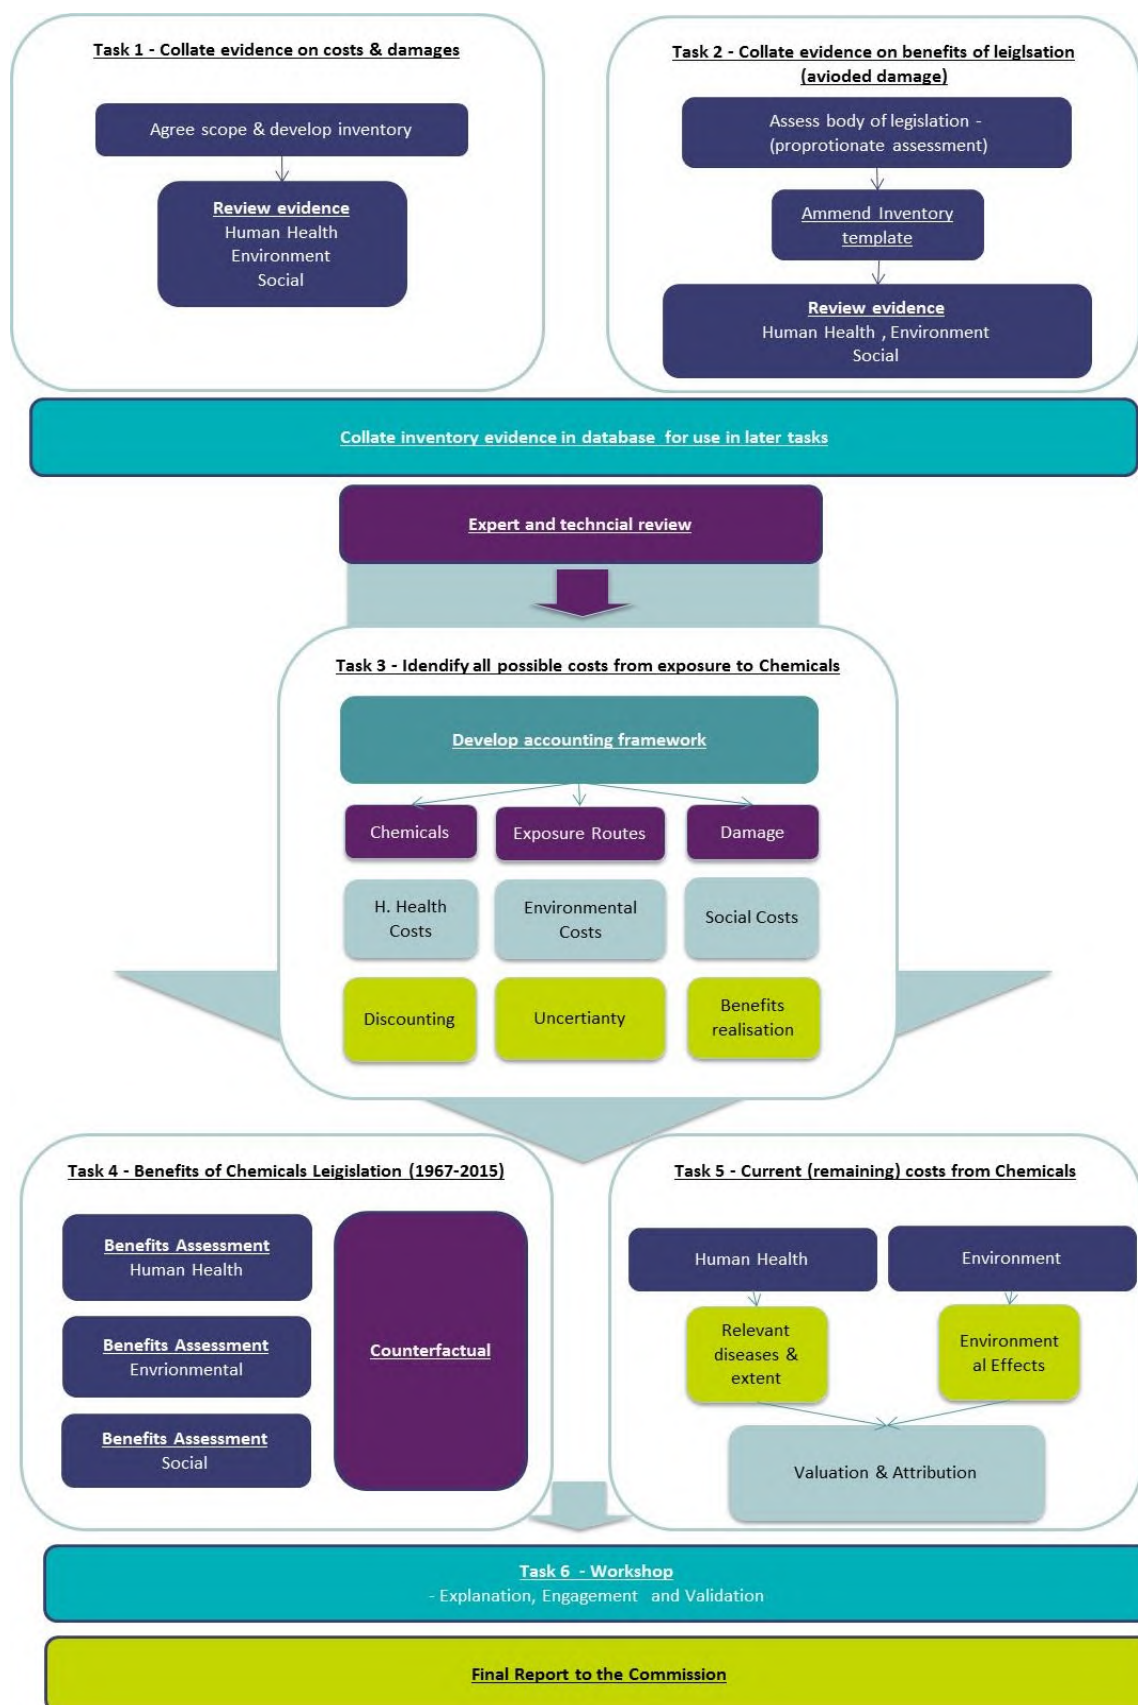 Task 1 - Collate evidence on costs & damages
Agree scope & develop inventory
Review evidence
Human Health
Environment
Social
Task 2 - Collate evidence on benefits of leiglsation
(avioded damage)
Assess body of legislation -
(proprotionate assessment)
Ammend Inventory
template
Review evidence
Human Health , Environment
Social
Collate inventory evidence in database for use in later tasks
Expert and techncial review
Task 3 - Idendify all possible costs from exposure to Chemicals
Develop accounting framework
Chemicals
Exposure Routes
Damage
H. Health
Costs
Environmental
Costs
Social Costs
Discounting
Uncertianty
Benefits
realisation
Task 4 - Benefits of Chemicals Leigislation (1967-2015)
Benefits Assessment
Human Health
Benefits Assessment
Envrionmental
Benefits Assessment
Social
Counterfactual
Task 5 - Current (remaining) costs from Chemicals
Human Health
Environment
Relevant
diseases &
extent
Environment
al Effects
Valuation & Attribution
Task 6 - Workshop
- Explanation, Engagement and Validation
Final Report to the Commission